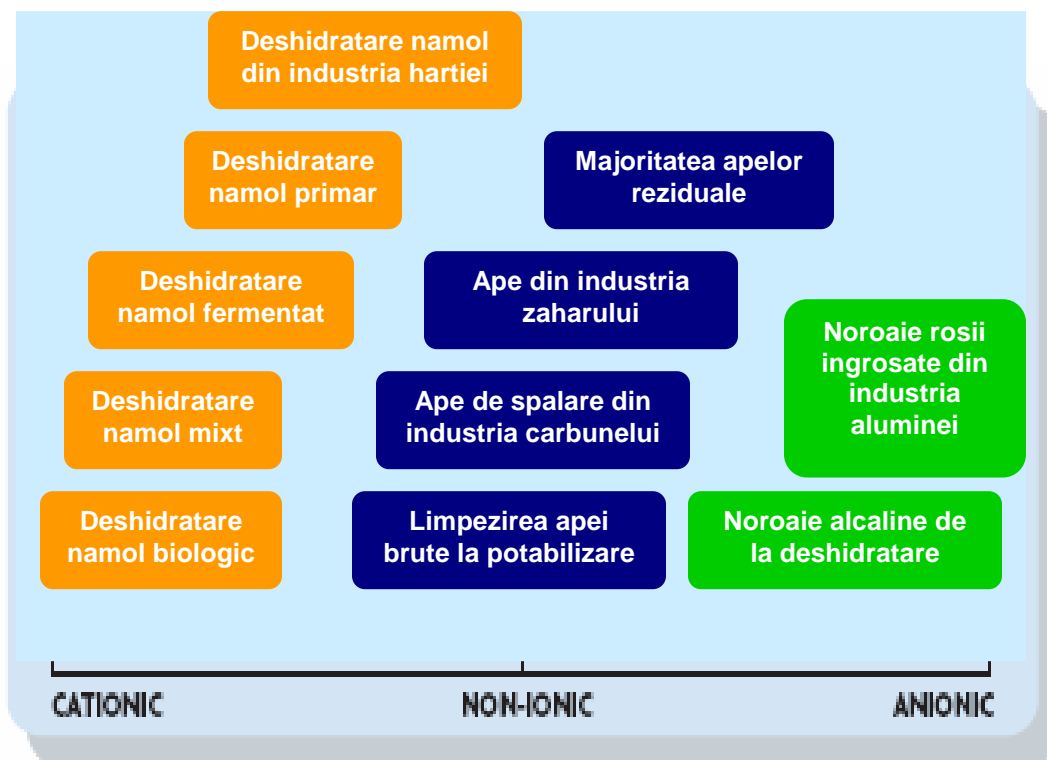 Deshidratare namol
din industria hartiei
Deshidratare
namol primar
Majoritatea apelor
reziduale
Deshidratare
namol fermentat
Ape din industria
zaharului
Noroaie rosii
ingrosate din
industria
aluminei
Deshidratare
namol mixt
Ape de spalare din
industria carbunelui
Deshidratare
namol biologic
Limpezirea apei
brute la potabilizare
Noroaie alcaline de
la deshidratare
CATIONIC
NON-IONIC
ANIONIC